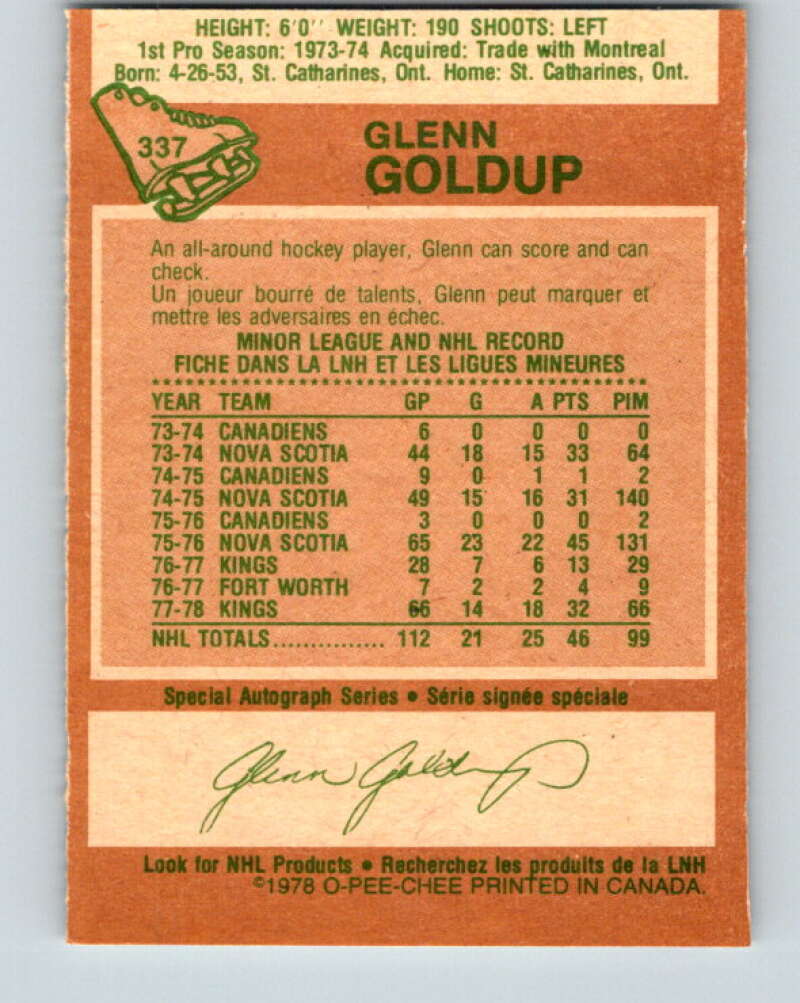 HEIGHT: 6'0'' WEIGHT: 190 SHOOTS: LEFT
1st Pro Season: 1973-74 Acquired: Trade with Montreal
Born: 4-26-53, St. Catharines, Ont. Home: St. Catharines, Ont.
337
GLENN
GOLDUP
An all-around hockey player, Glenn can score and can
check.
Un joueur bourré de talents, Glenn peut marquer et
mettre les adversaires en échec.
MINOR LEAGUE AND NHL RECORD
FICHE DANS LA LNH ET LES LIGUES MINEURES
YEAR TEAM GP G A PTS PIM
73-74 CANADIENS 6 0 0 0 0
73-74 NOVA SCOTIA 44 18 15 33 64
74-75 CANADIENS 9 0 1 1 2
74-75 NOVA SCOTIA 49 15 16 31 140
75-76 CANADIENS 3 0 0 0 2
75-76 NOVA SCOTIA 65 23 22 45 131
76-77 KINGS 28 7 6 13 29
76-77 FORT WORTH 7 2 2 4 9
77-78 KINGS 66 14 18 32 66
NHL TOTALS................ 112 21 25 46 99
Special Autograph Series • Série signée spéciale
Glenn Goldup
Look for NHL Products • Recherchez les produits de la LNH
©1978 O-PEE-CHEE PRINTED IN CANADA.